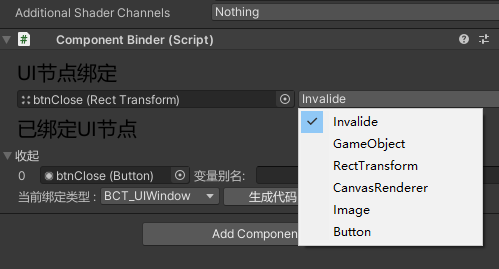 Additional Shader Channels Nothing
Component Binder (Script)
UI节点绑定
btnClose (Rect Transform) Invalide
Invalide
GameObject
RectTransform
CanvasRenderer
Image
Button
已绑定UI节点
收起
0 btnClose (Button) 变量别名:
当前绑定类型: BCT_UIWindow 生成代码
Add Component